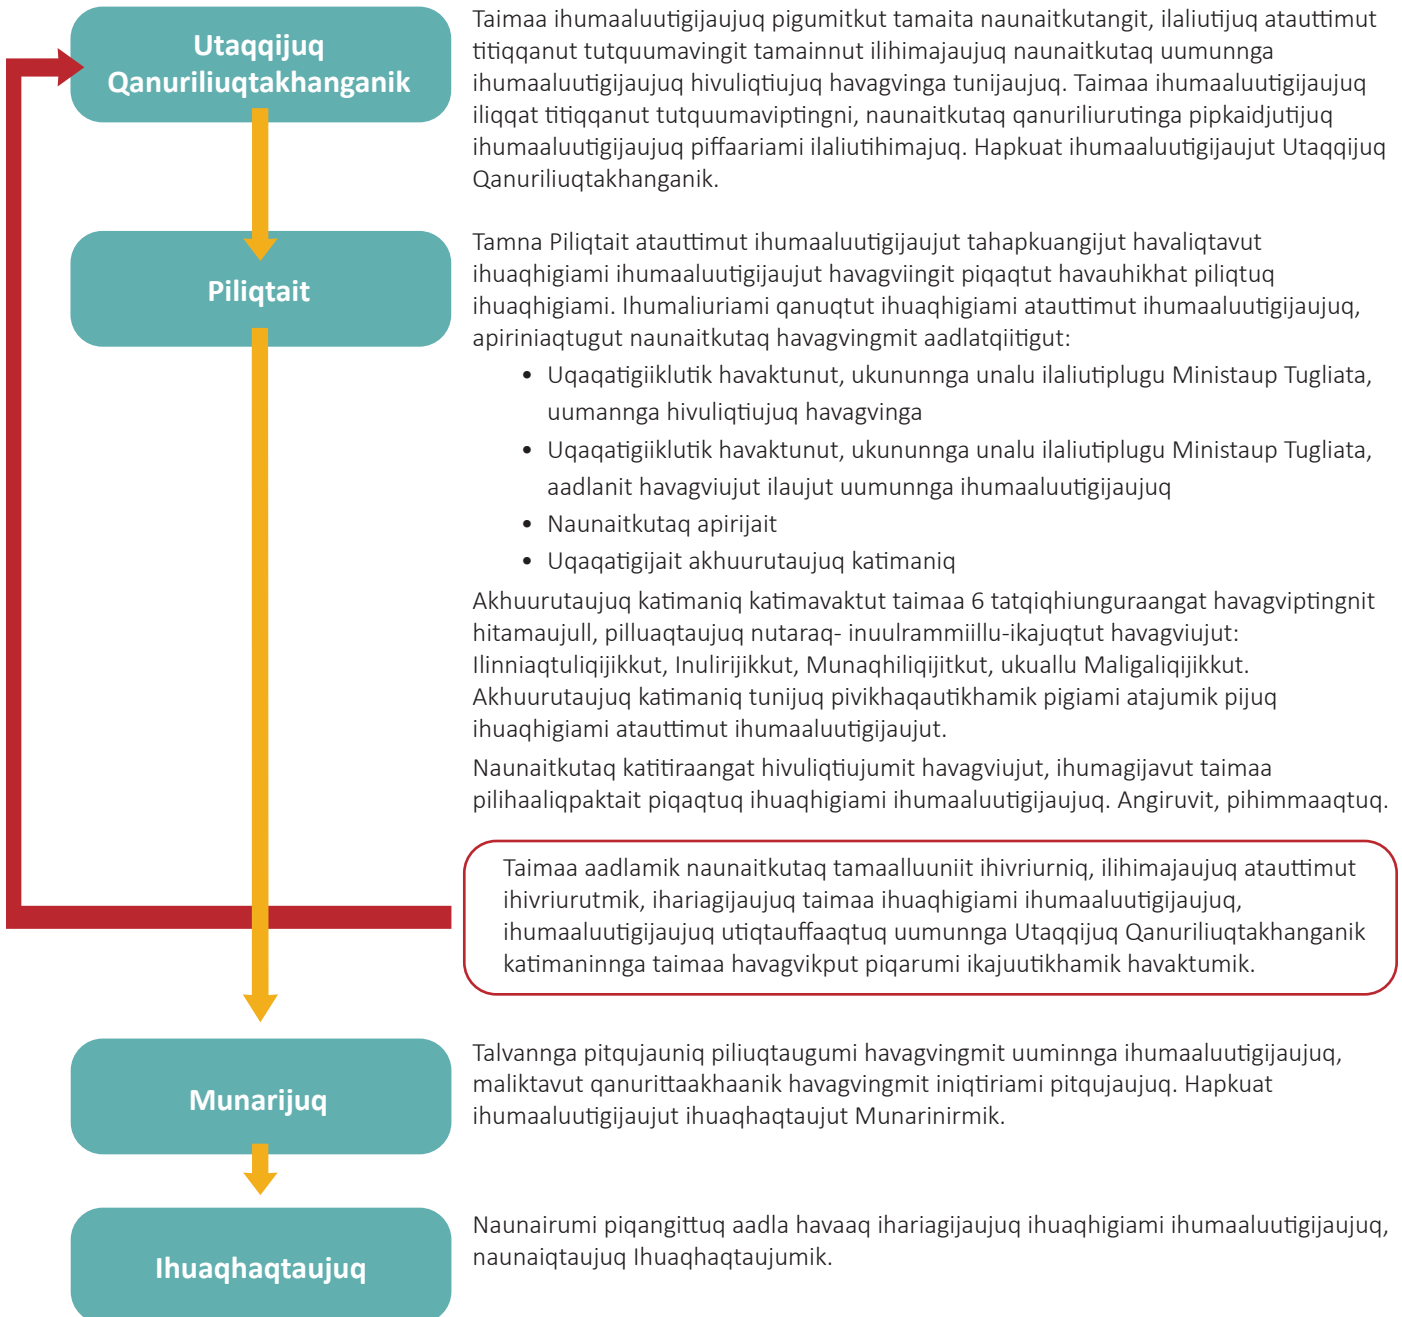 Utaqqijuq
Qanuriliuqtakhanganik
Taimaa ihumaaluutigijaujuq pigumitkut tamaita naunaitkutangit, ilaliutijuq atauttimut
titiqqanut tutquumavingit tamainnut ilihimajaujuq naunaitkutaq uumunnga
ihumaaluutigijaujuq hivuliqtiujuq havagvinga tunijaujuq. Taimaa ihumaaluutigijaujuq
iliqqat titiqqanut tutquumaviptingni, naunaitkutaq qanuriliurutinga pipkaidjutijuq
ihumaaluutigijaujuq piffaariami ilaliutihimajuq. Hapkuat ihumaaluutigijaujut Utaqqijuq
Qanuriliuqtakhanganik.
Piliqtait
Tamna Piliqtait atauttimut ihumaaluutigijaujut tahapkuangijut havaliqtavut
ihuaqhigiami ihumaaluutigijaujut havagviingit piqaqtut havauhikhat piliqtuq
ihuaqhigiami. Ihumaliuriami qanuqtut ihuaqhigiami atauttimut ihumaaluutigijaujuq,
apiriniaqtugut naunaitkutaq havagvingmit aadlatqiitigut:
• Uqaqatigiiklutik havaktunut, ukununnga unalu ilaliutiplugu Ministaup Tugliata,
uumannga hivuliqtiujuq havagvinga
• Uqaqatigiiklutik havaktunut, ukununnga unalu ilaliutiplugu Ministaup Tugliata,
aadlanit havagviujut ilaujut uumunnga ihumaaluutigijaujuq
• Naunaitkutaq apirijait
• Uqaqatigijait akhuurutaujuq katimaniq
Akhuurutaujuq katimaniq katimavaktut taimaa 6 tatqiqhiunguraangat havagviptingnit
hitamaujull, pilluaqtaujuq nutaraq- inuulrammiillu-ikajuqtut havagviujut:
Ilinniaqtuliqijikkut, Inulirijikkut, Munaqhiliqijitkut, ukuallu Maligaliqijikkut.
Akhuurutaujuq katimaniq tunijuq pivikhaqautikhamik pigiami atajumik pijuq
ihuaqhigiami atauttimut ihumaaluutigijaujut.
Naunaitkutaq katitiraangat hivuliqtiujumit havagviujut, ihumagijavut taimaa
pilihaaliqpaktait piqaqtuq ihuaqhigiami ihumaaluutigijaujuq. Angiruvit, pihimmaaqtuq.
Taimaa aadlamik naunaitkutaq tamaalluuniit ihivriurniq, ilihimajaujuq atauttimut
ihivriurutmik, ihariagijaujuq taimaa ihuaqhigiami ihumaaluutigijaujuq,
ihumaaluutigijaujuq utiqtauffaaqtuq uumunnga Utaqqijuq Qanuriliuqtakhanganik
katimaninnga taimaa havagvikput piqarumi ikajuutikhamik havaktumik.
Munarijuq
Talvannga pitqujauniq piliuqtaugumi havagvingmit uuminnga ihumaaluutigijaujuq,
maliktavut qanurittaakhaanik havagvingmit iniqtiriami pitqujaujuq. Hapkuat
ihumaaluutigijaujut ihuaqhaqtaujut Munarinirmik.
Ihuaqhaqtaujuq
Naunairumi piqangittuq aadla havaaq ihariagijaujuq ihuaqhigiami ihumaaluutigijaujuq,
naunaiqtaujuq Ihuaqhaqtaujumik.